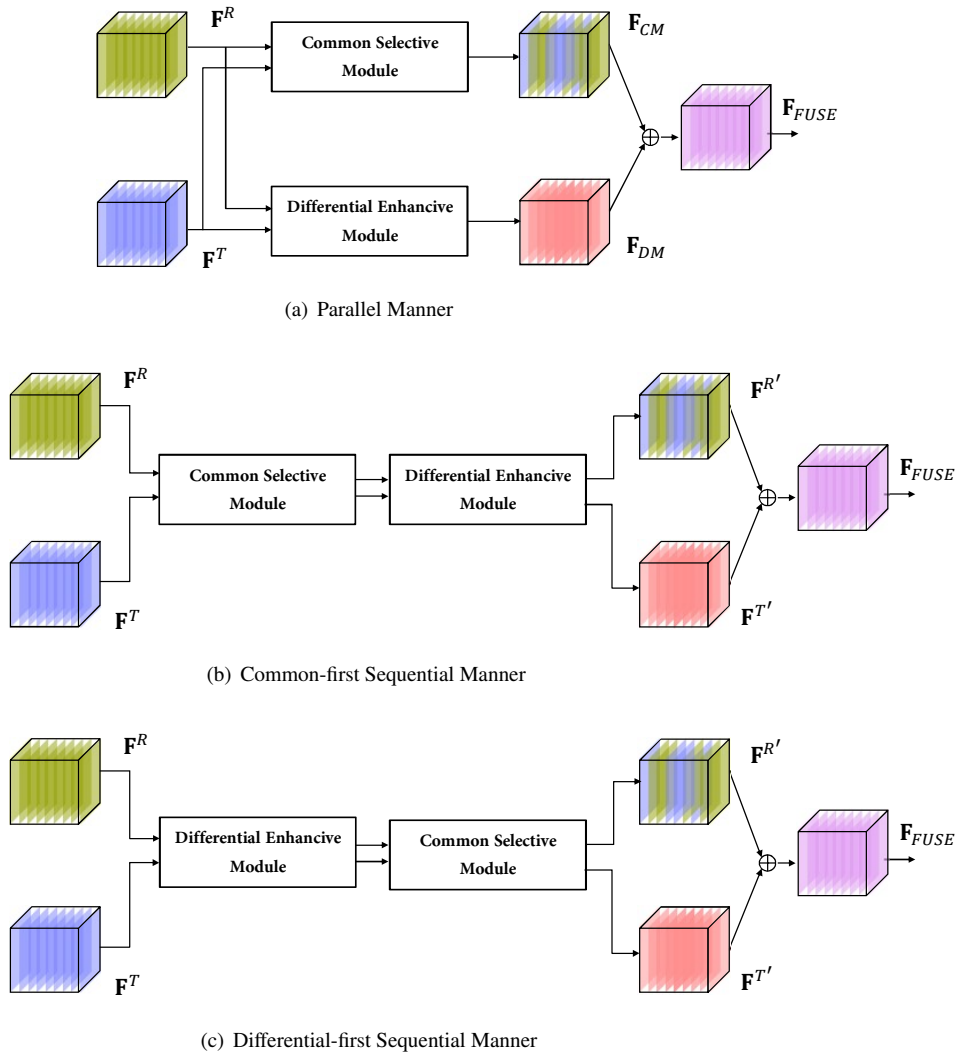 F^R
Common Selective
Module
F_CM
F_FUSE
Differential Enhancive
Module
F^T
F_DM
(a) Parallel Manner
F^R
F^R′
Common Selective
Module
Differential Enhancive
Module
F_FUSE
F^T
F^T′
(b) Common-first Sequential Manner
F^R
F^R′
Differential Enhancive
Module
Common Selective
Module
F_FUSE
F^T
F^T′
(c) Differential-first Sequential Manner